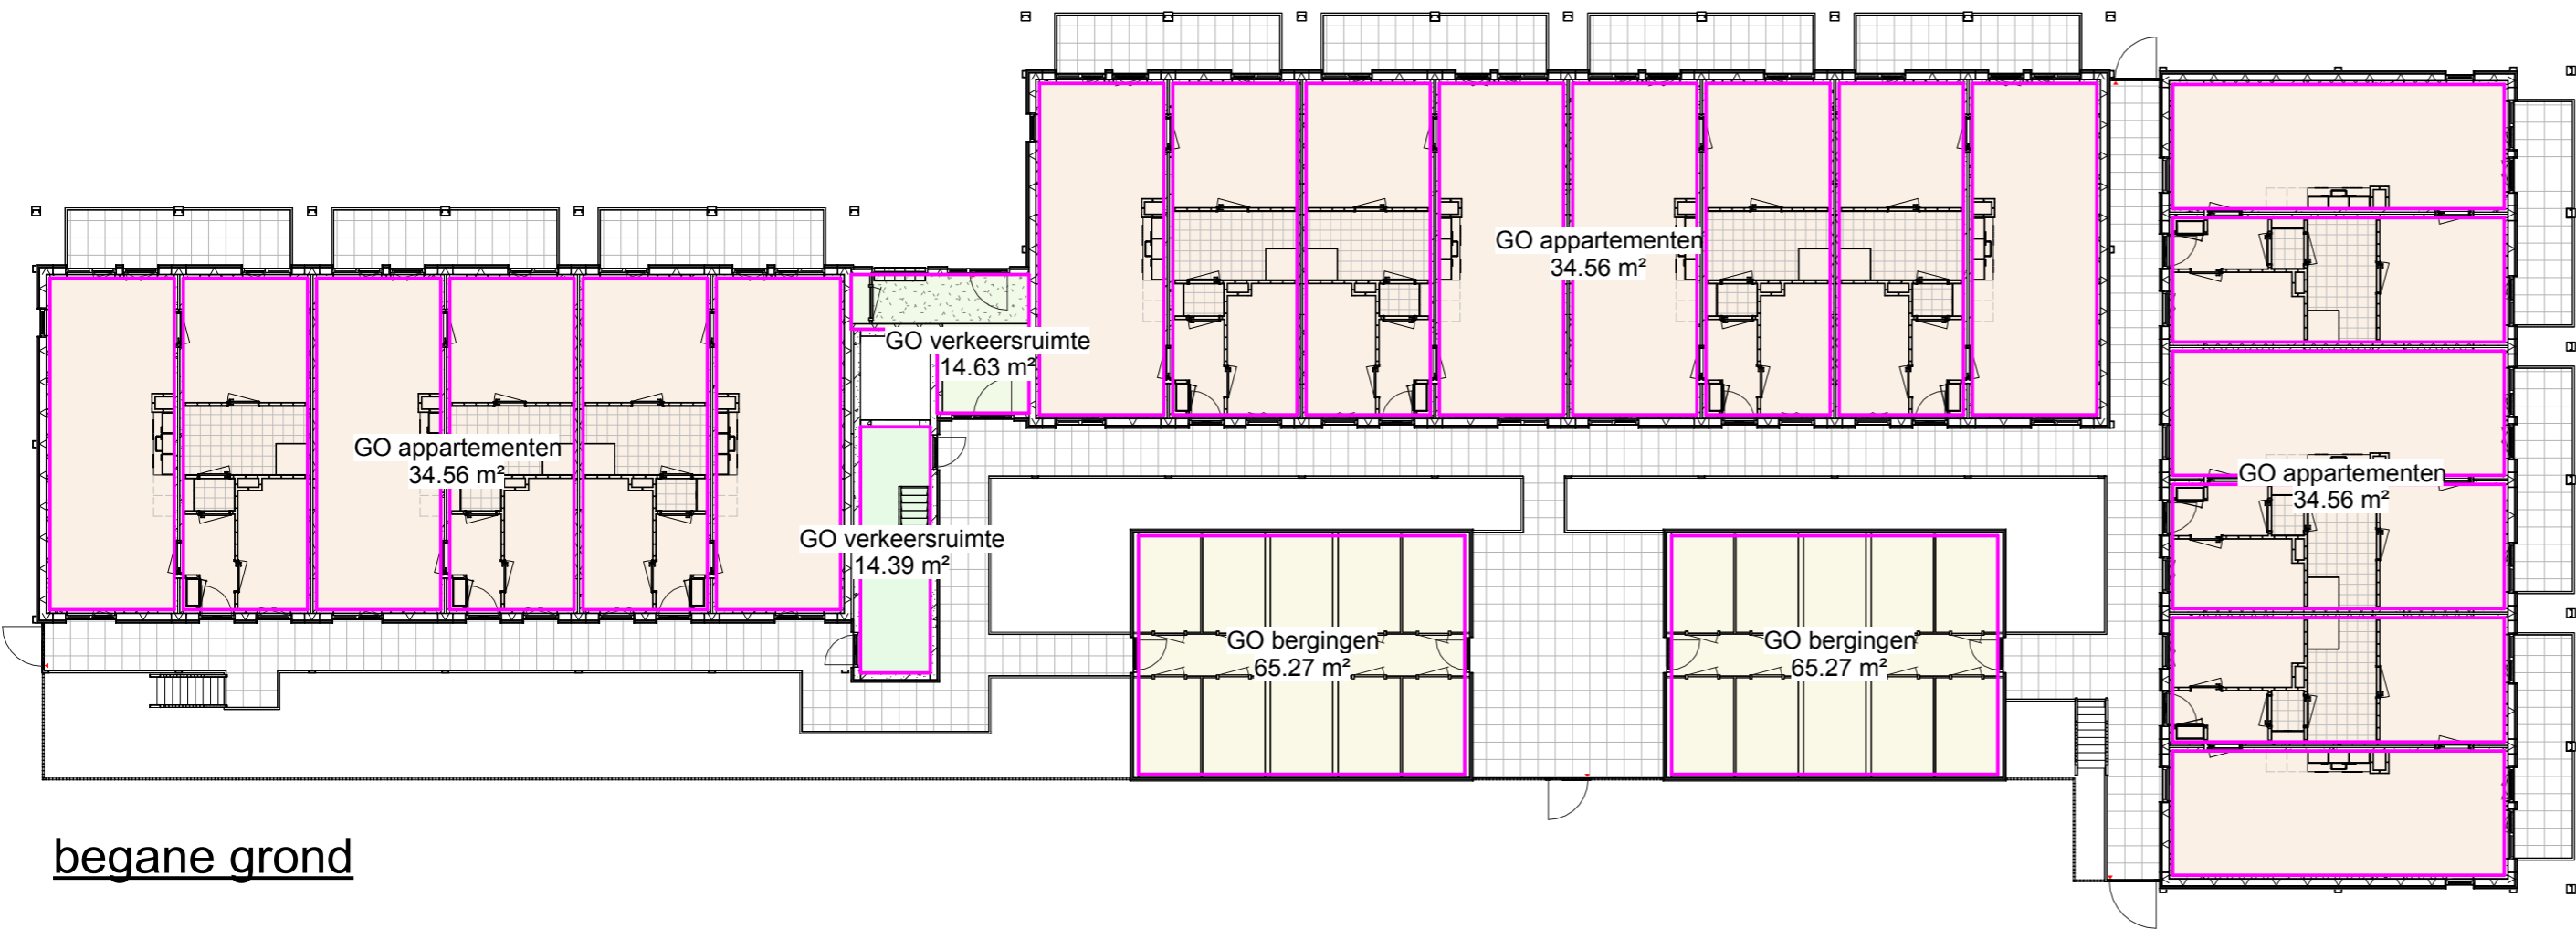 GO appartementen
34.56 m²
GO verkeersruimte
14.63 m²
GO appartementen
34.56 m²
GO appartementen
34.56 m²
GO verkeersruimte
14.39 m²
GO bergingen
65.27 m²
GO bergingen
65.27 m²
begane grond